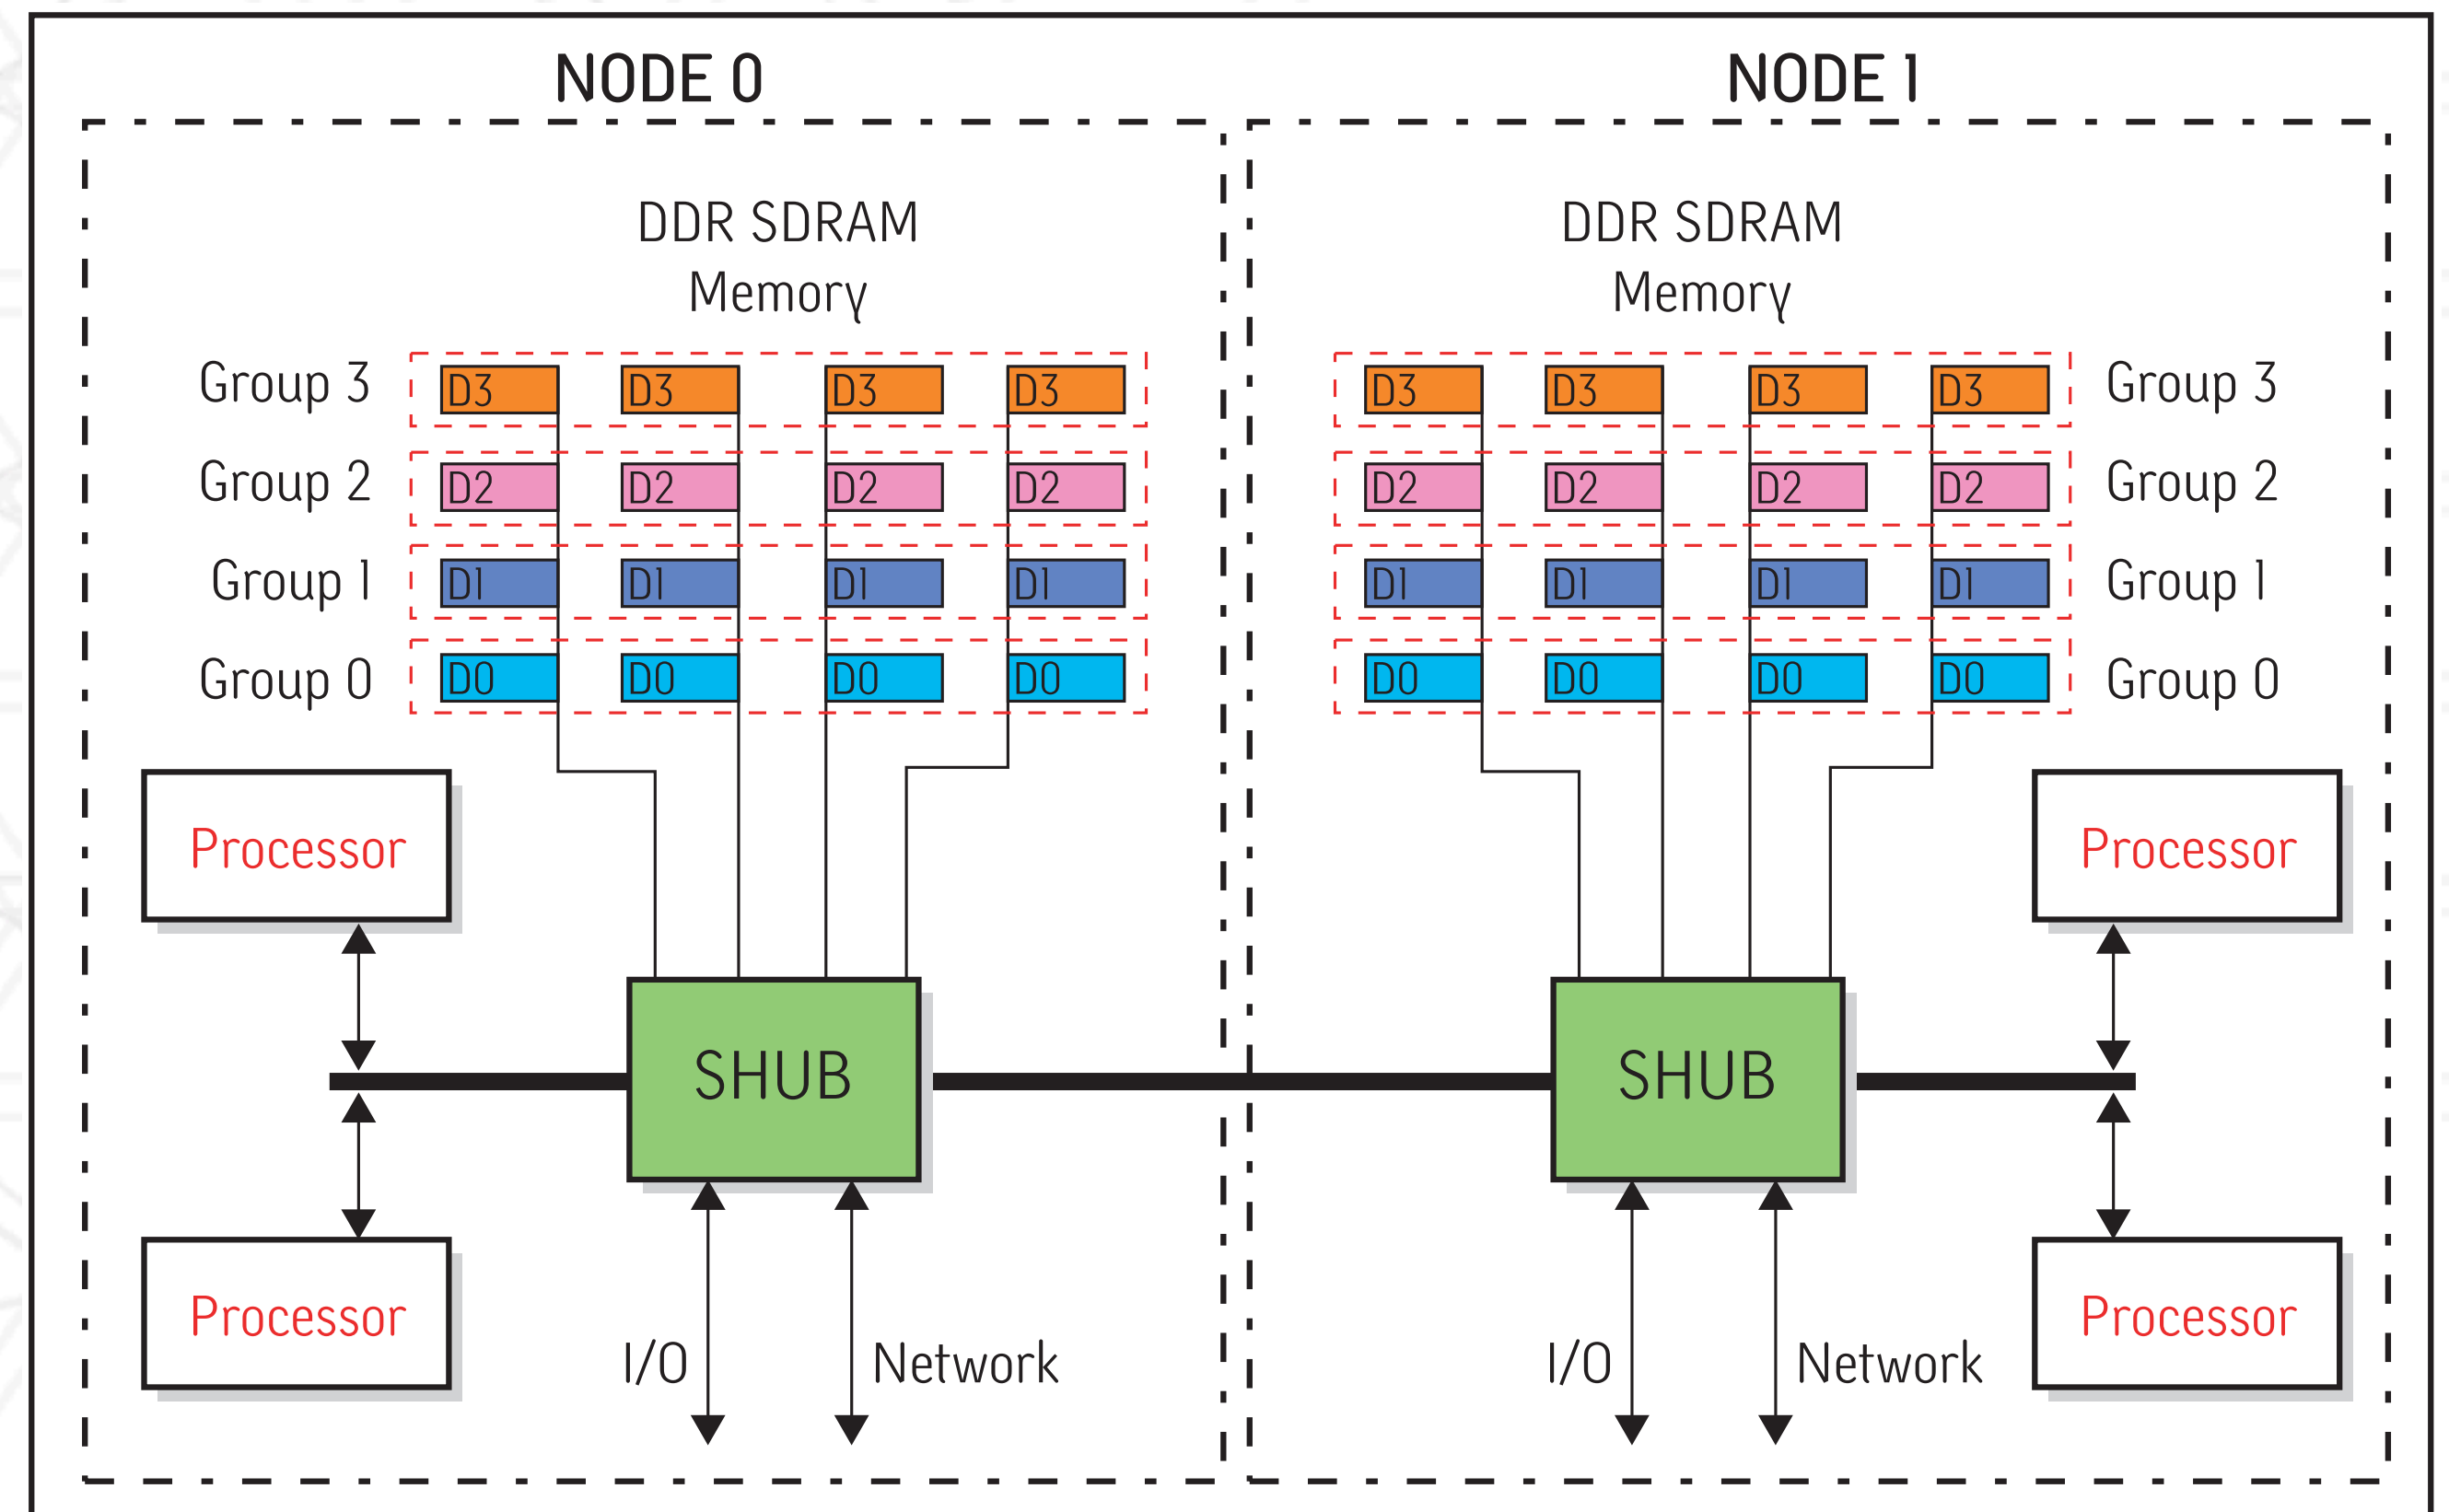 NODE 0
NODE 1
DDR SDRAM
Memory
DDR SDRAM
Memory
Group 3 D3 D3 D3 D3
D3 D3 D3 D3 Group 3
Group 2 D2 D2 D2 D2
D2 D2 D2 D2 Group 2
Group 1 D1 D1 D1 D1
D1 D1 D1 D1 Group 1
Group 0 D0 D0 D0 D0
D0 D0 D0 D0 Group 0
Processor
Processor
SHUB
SHUB
Processor
Processor
I/O
Network
I/O
Network